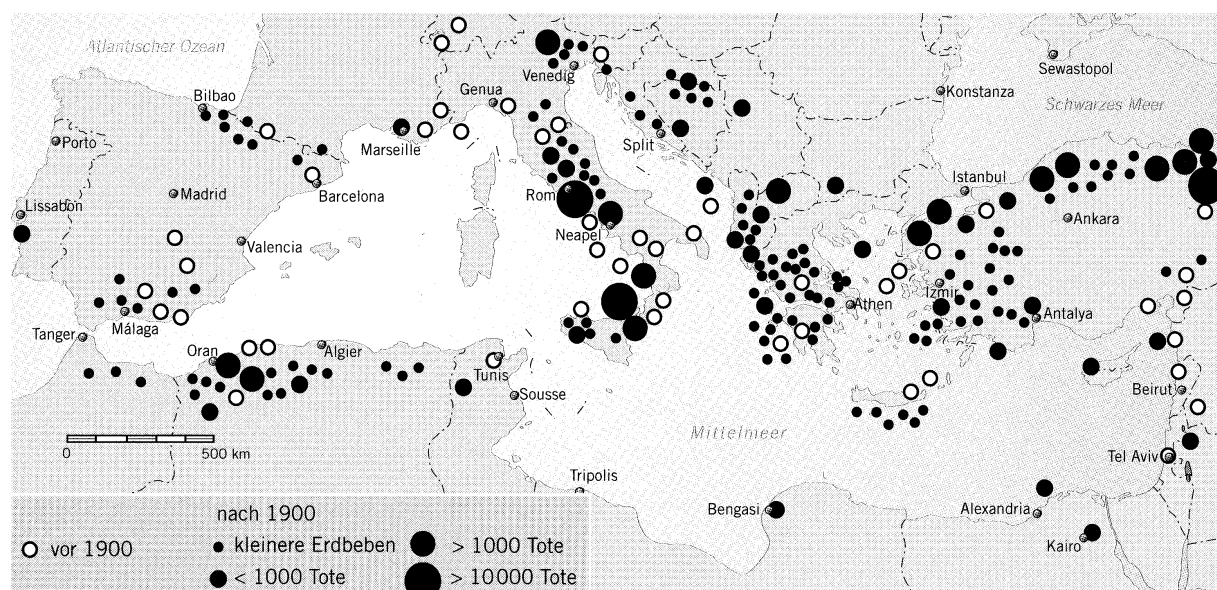 Atlantischer Ozean
Bilbao
Porto
Madrid
Lissabon
Valencia
Barcelona
Málaga
Tanger
Marseille
Genua
Venedig
Split
Rom
Neapel
Konstanza
Sewastopol
Schwarzes Meer
Istanbul
Ankara
Izmir
Athen
Antalya
Oran
Algier
Tunis
Sousse
Beirut
Mittelmeer
Tel Aviv
Tripolis
Bengasi
Alexandria
Kairo
0 500 km
nach 1900
vor 1900
kleinere Erdbeben
> 1000 Tote
< 1000 Tote
> 10000 Tote